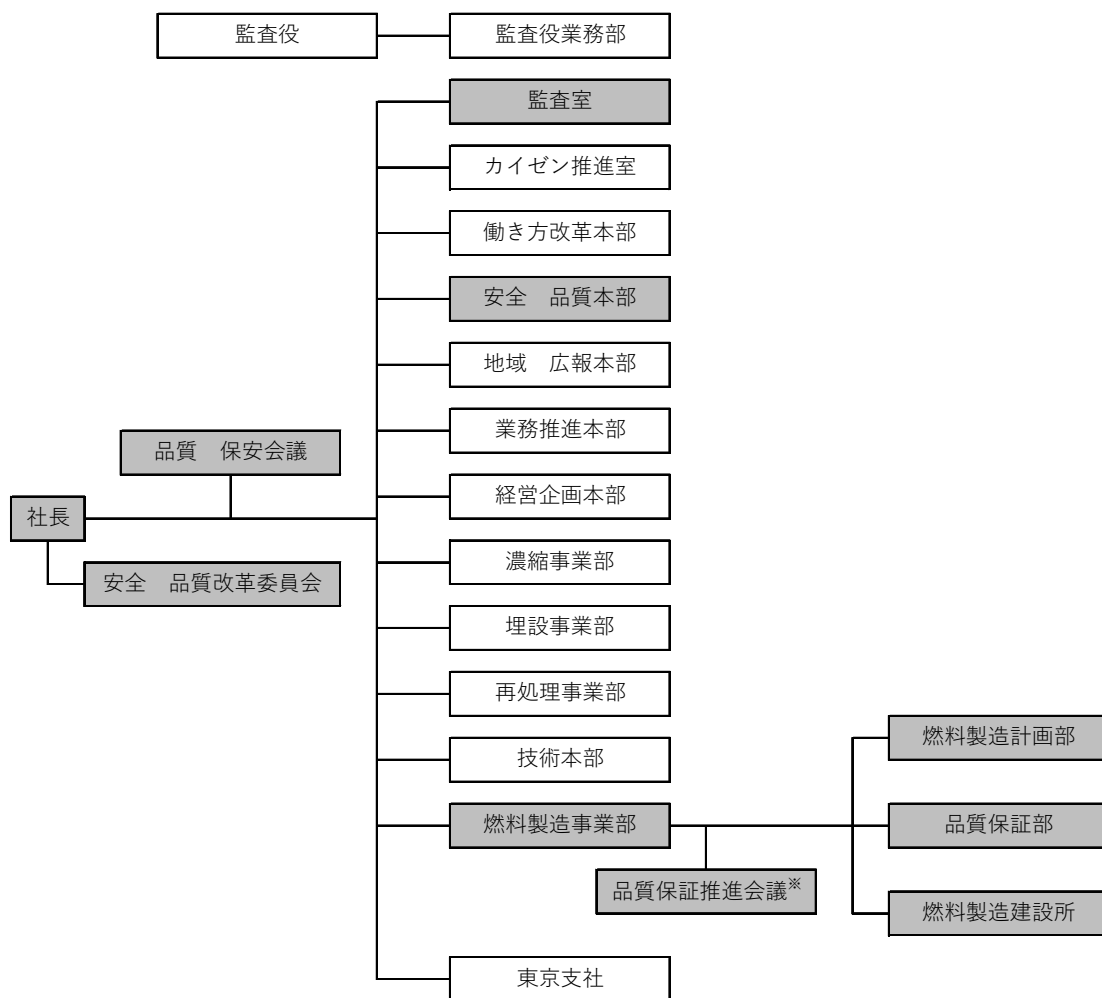 監査役
監査役業務部
監査室
カイゼン推進室
働き方改革本部
安全　品質本部
地域　広報本部
業務推進本部
品質　保安会議
経営企画本部
社長
濃縮事業部
安全　品質改革委員会
埋設事業部
再処理事業部
燃料製造計画部
技術本部
燃料製造事業部
品質保証部
品質保証推進会議※
燃料製造建設所
東京支社